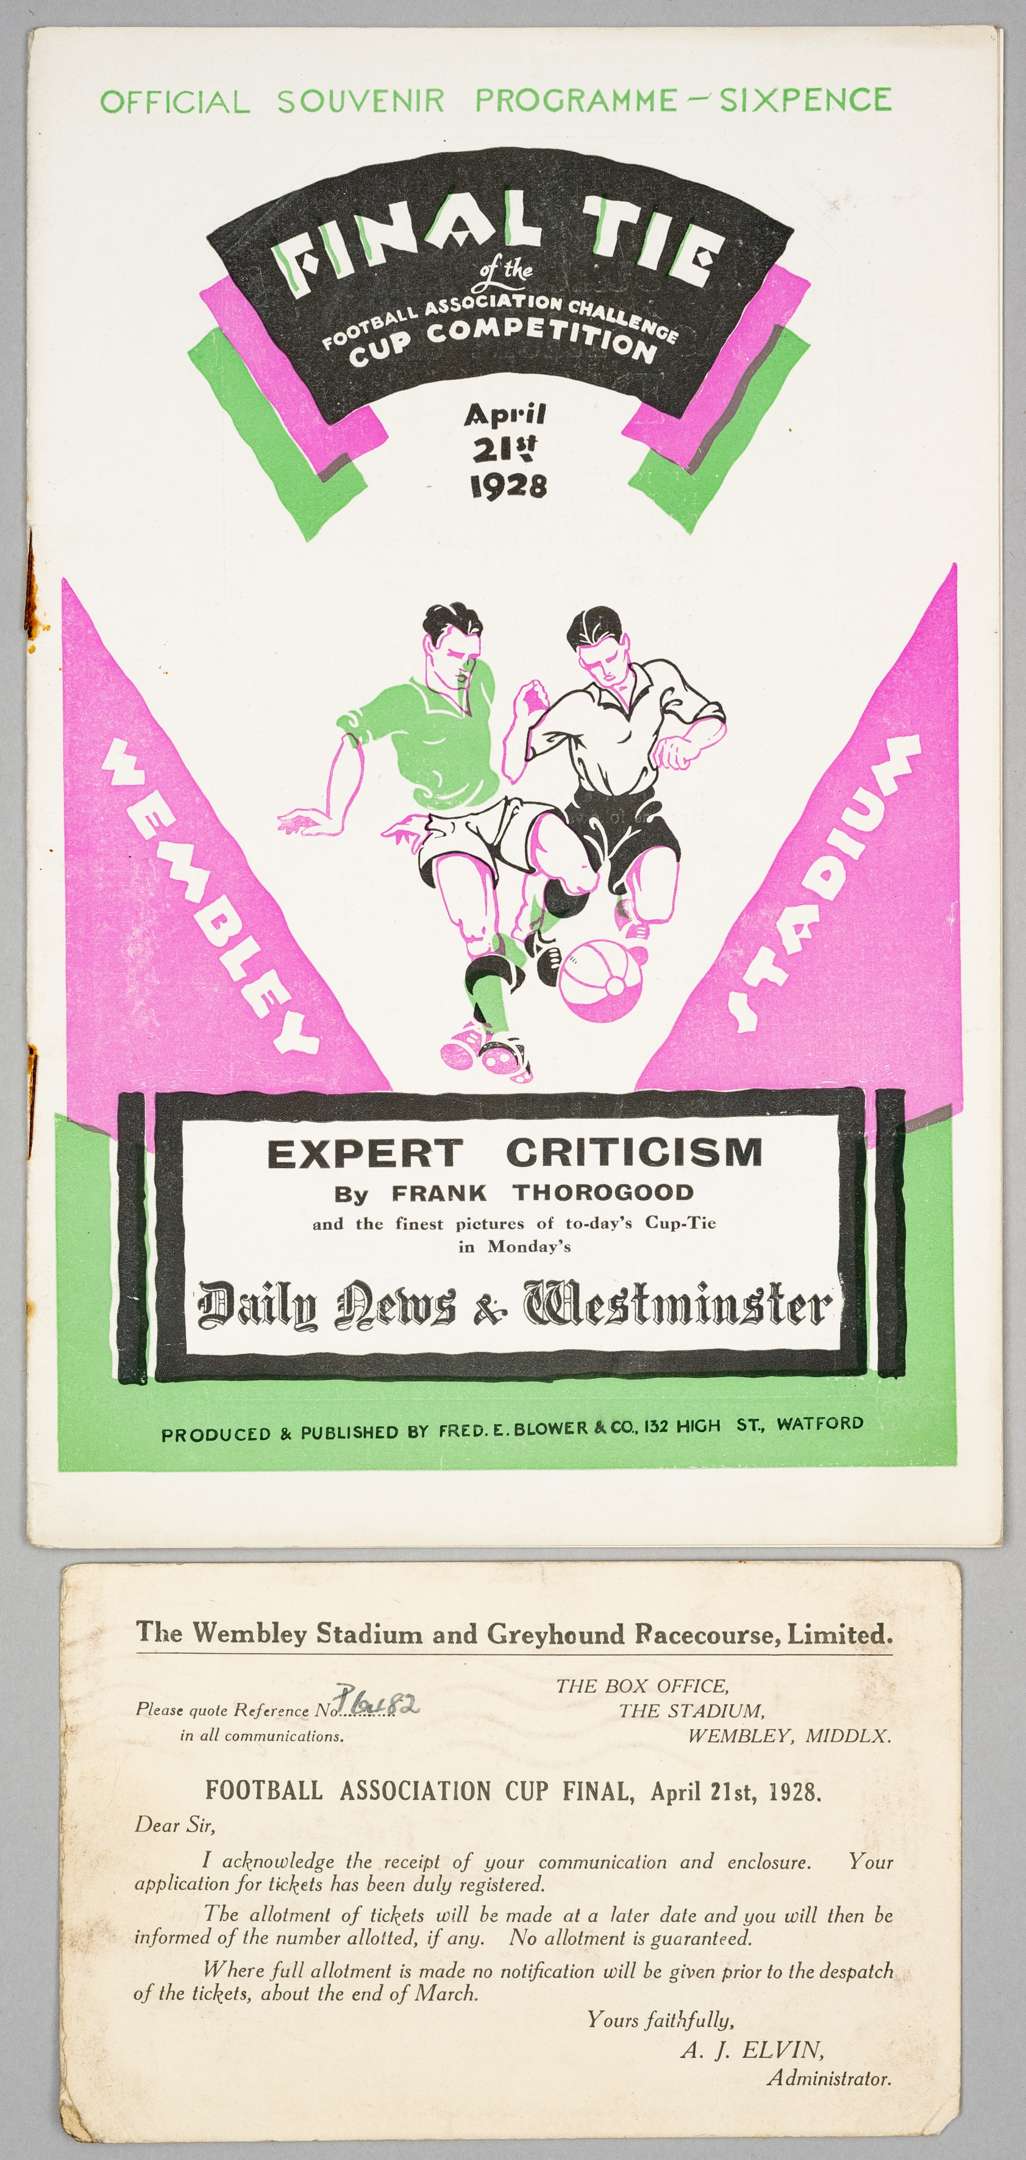 OFFICIAL SOUVENIR PROGRAMME – SIXPENCE
FINAL TIE
of the
FOOTBALL ASSOCIATION CHALLENGE
CUP COMPETITION
April
21st
1928
WEMBLEY
STADIUM
EXPERT CRITICISM
By FRANK THOROGOOD
and the finest pictures of to-day's Cup-Tie
in Monday's
Daily News & Westminster
PRODUCED & PUBLISHED BY FRED. E. BLOWER & CO., 132 HIGH ST., WATFORD
The Wembley Stadium and Greyhound Racecourse, Limited.
THE BOX OFFICE,
Please quote Reference No..........
THE STADIUM,
in all communications.
WEMBLEY, MIDDLX.
FOOTBALL ASSOCIATION CUP FINAL, April 21st, 1928.
Dear Sir,
I acknowledge the receipt of your communication and enclosure. Your
application for tickets has been duly registered.
The allotment of tickets will be made at a later date and you will then be
informed of the number allotted, if any. No allotment is guaranteed.
Where full allotment is made no notification will be given prior to the despatch
of the tickets, about the end of March.
Yours faithfully,
A. J. ELVIN,
Administrator.